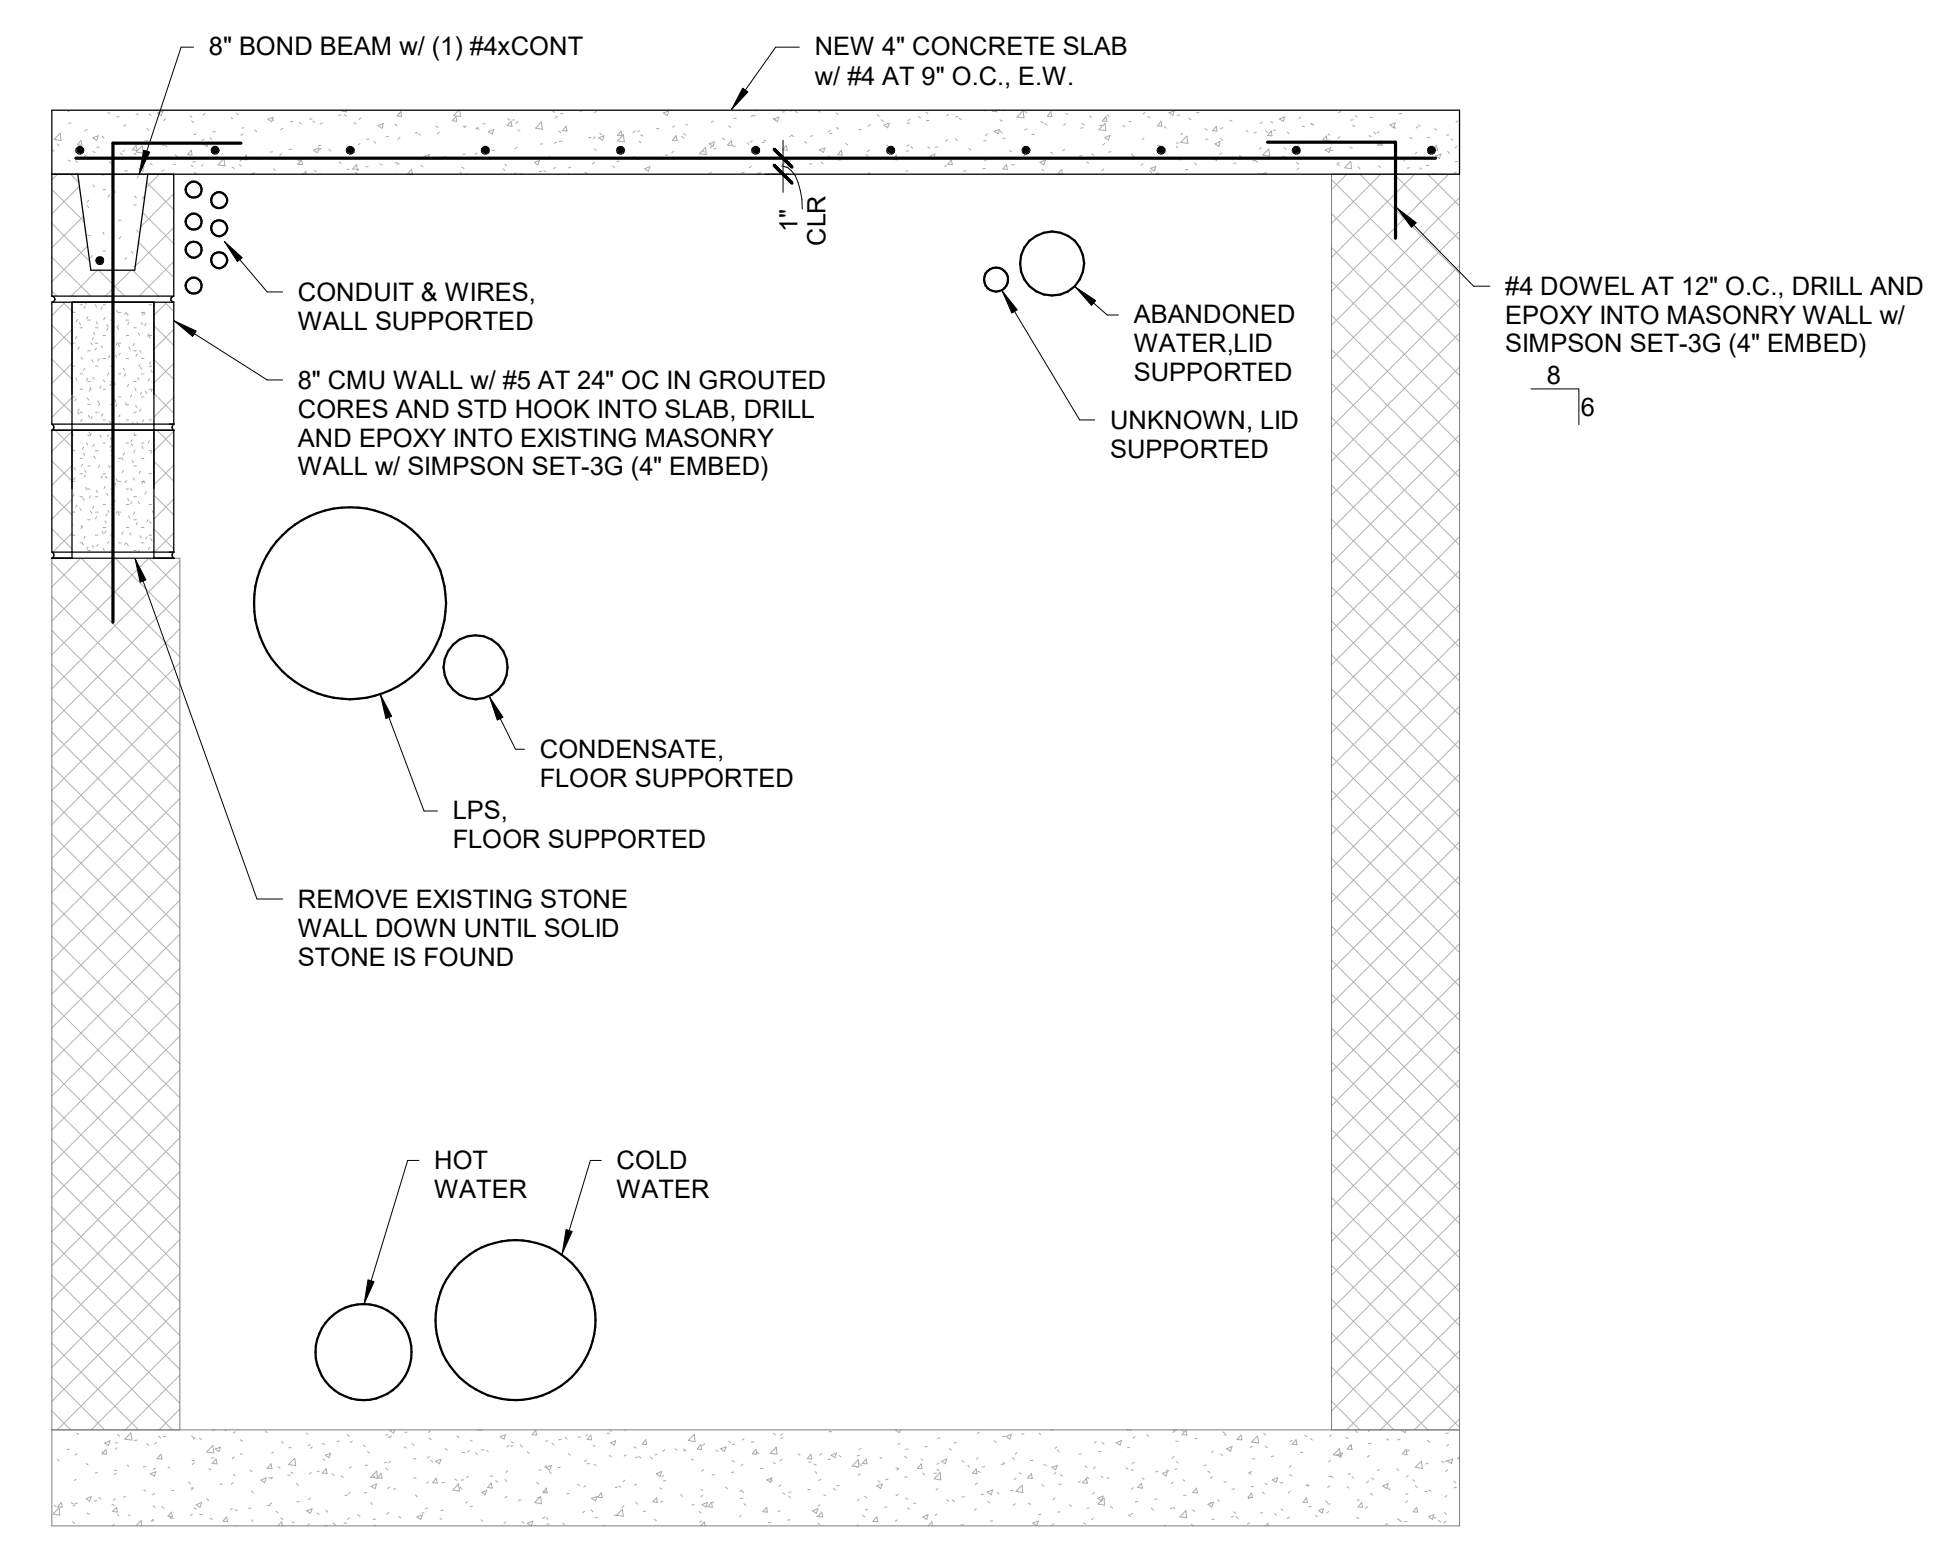 8" BOND BEAM w/ (1) #4xCONT
NEW 4" CONCRETE SLAB
w/ #4 AT 9" O.C., E.W.
1"
CLR
CONDUIT & WIRES,
WALL SUPPORTED
8" CMU WALL w/ #5 AT 24" OC IN GROUTED
CORES AND STD HOOK INTO SLAB, DRILL
AND EPOXY INTO EXISTING MASONRY
WALL w/ SIMPSON SET-3G (4" EMBED)
ABANDONED
WATER,LID
SUPPORTED
UNKNOWN, LID
SUPPORTED
#4 DOWEL AT 12" O.C., DRILL AND
EPOXY INTO MASONRY WALL w/
SIMPSON SET-3G (4" EMBED)
8
6
CONDENSATE,
FLOOR SUPPORTED
LPS,
FLOOR SUPPORTED
REMOVE EXISTING STONE
WALL DOWN UNTIL SOLID
STONE IS FOUND
HOT
WATER
COLD
WATER